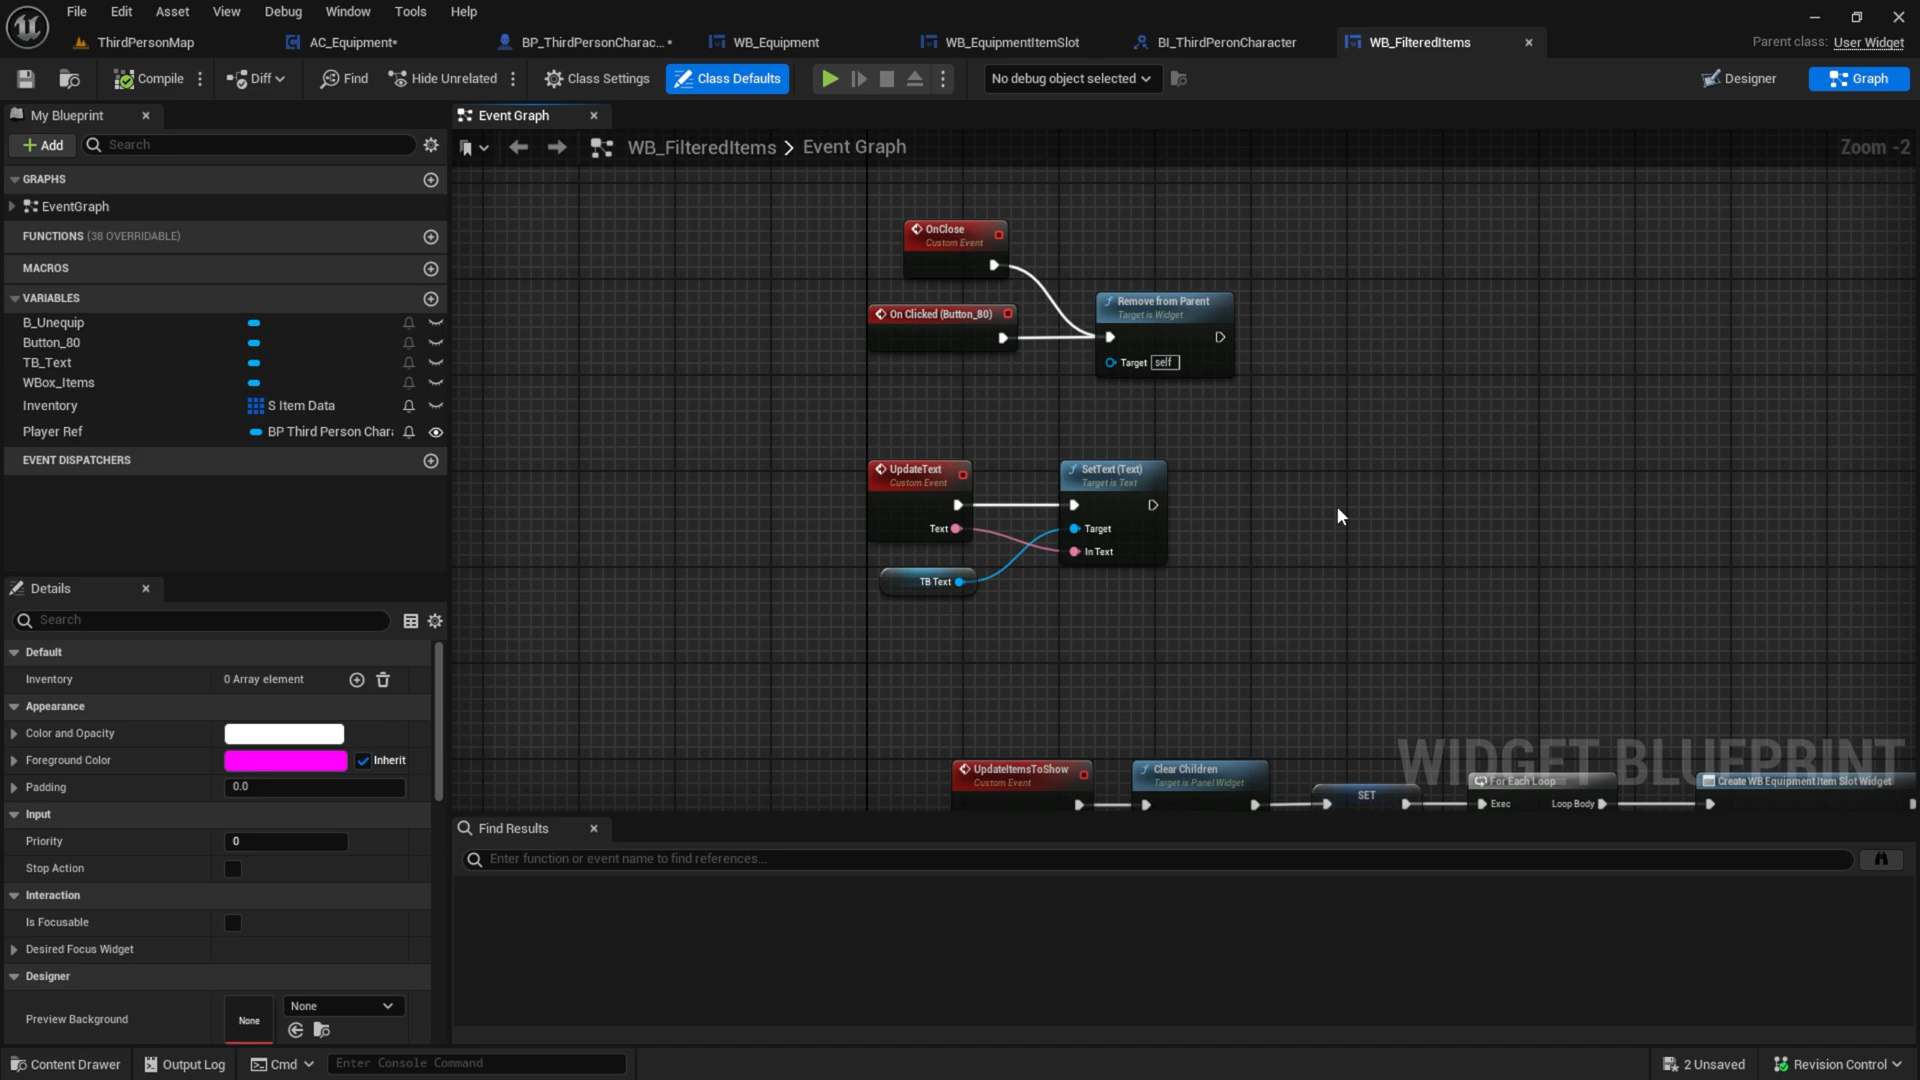 File Edit Asset View Debug Window Tools Help
ThirdPersonMap AC_Equipment* BP_ThirdPersonCharac...* WB_Equipment WB_EquipmentItemSlot BI_ThirdPeronCharacter WB_FilteredItems Parent class: User Widget
Compile Diff Find Hide Unrelated Class Settings Class Defaults No debug object selected Designer Graph
My Blueprint
Event Graph
Add Search
WB_FilteredItems > Event Graph Zoom -2
GRAPHS
EventGraph
FUNCTIONS (38 OVERRIDABLE)
MACROS
VARIABLES
B_Unequip
Button_80
TB_Text
WBox_Items
Inventory S Item Data
Player Ref BP Third Person Chara
EVENT DISPATCHERS
OnClose
Custom Event
On Clicked (Button_80)
Remove from Parent
Target is Widget
Target self
UpdateText
Custom Event
Text
SetText (Text)
Target is Text
Target
In Text
TB Text
WIDGET BLUEPRINT
UpdateItemsToShow
Custom Event
Clear Children
Target is Panel Widget
SET
For Each Loop
Exec Loop Body
Create WB Equipment Item Slot Widget
Details
Search
Default
Inventory 0 Array element
Appearance
Color and Opacity
Foreground Color Inherit
Padding 0.0
Input
Priority 0
Stop Action
Interaction
Is Focusable
Desired Focus Widget
Designer
Preview Background None None
Find Results
Enter function or event name to find references...
Content Drawer Output Log Cmd Enter Console Command 2 Unsaved Revision Control